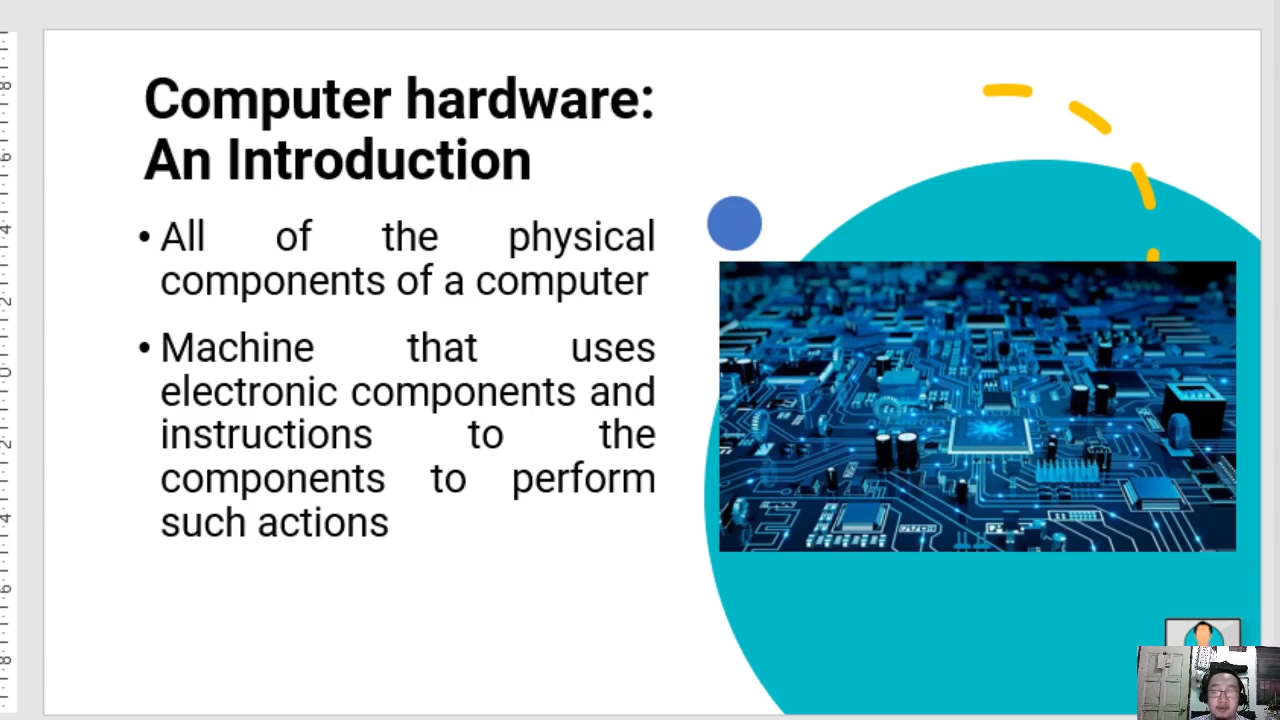 Computer hardware:
An Introduction
• All of the physical
components of a computer
• Machine that uses
electronic components and
instructions to the
components to perform
such actions